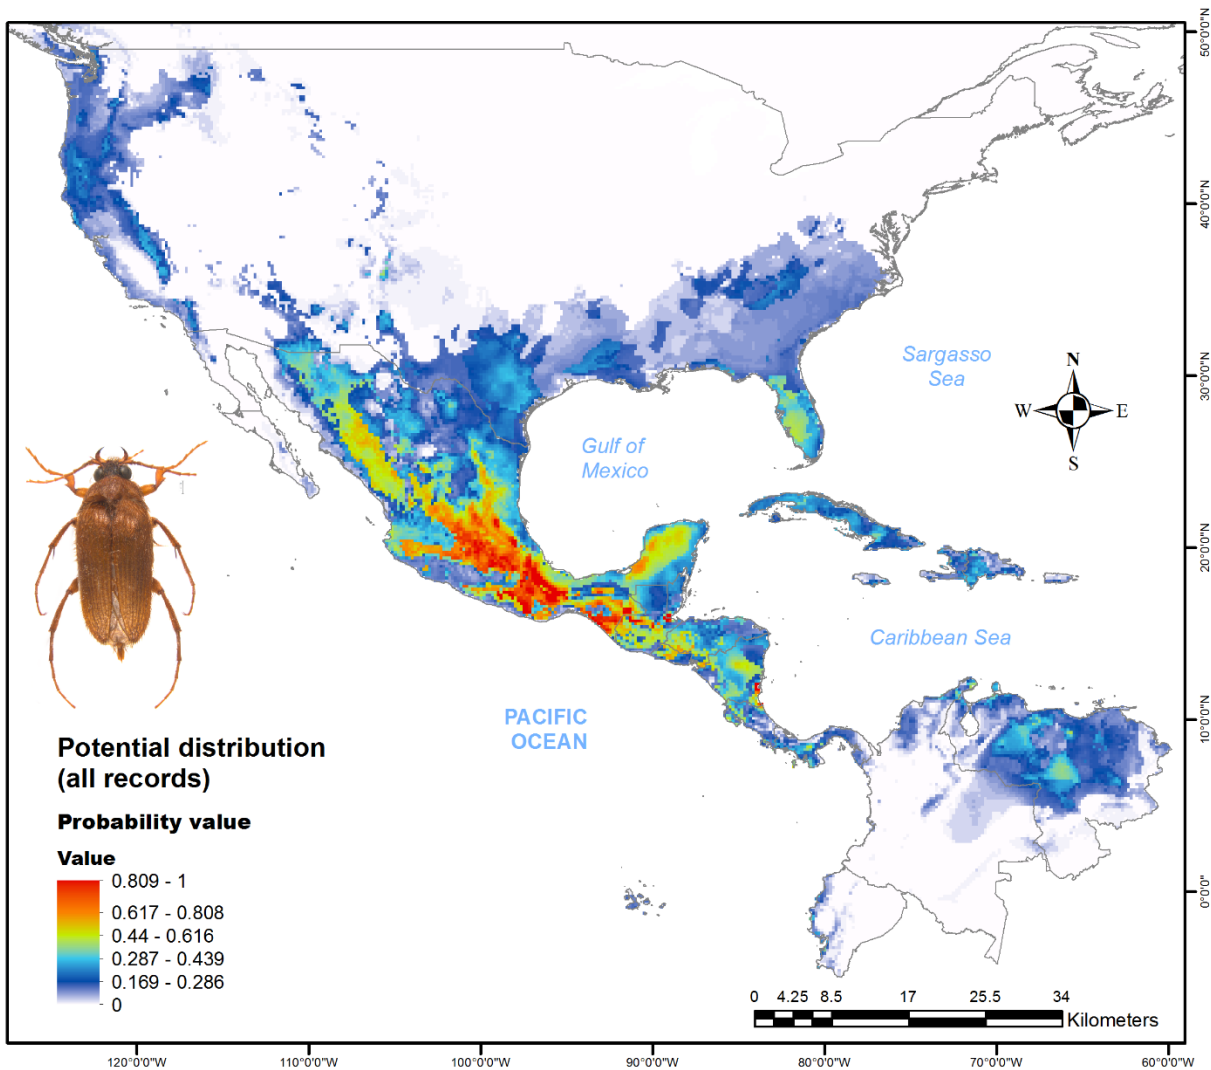 50°0'0"N
40°0'0"N
Sargasso
Sea
N
W
E
S
30°0'0"N
Gulf of
Mexico
20°0'0"N
Caribbean Sea
PACIFIC
OCEAN
10°0'0"N
0°0'0"
Potential distribution
(all records)
Probability value
Value
0.809 - 1
0.617 - 0.808
0.44 - 0.616
0.287 - 0.439
0.169 - 0.286
0
0 4.25 8.5 17 25.5 34
Kilometers
120°0'0"W 110°0'0"W 100°0'0"W 90°0'0"W 80°0'0"W 70°0'0"W 60°0'0"W